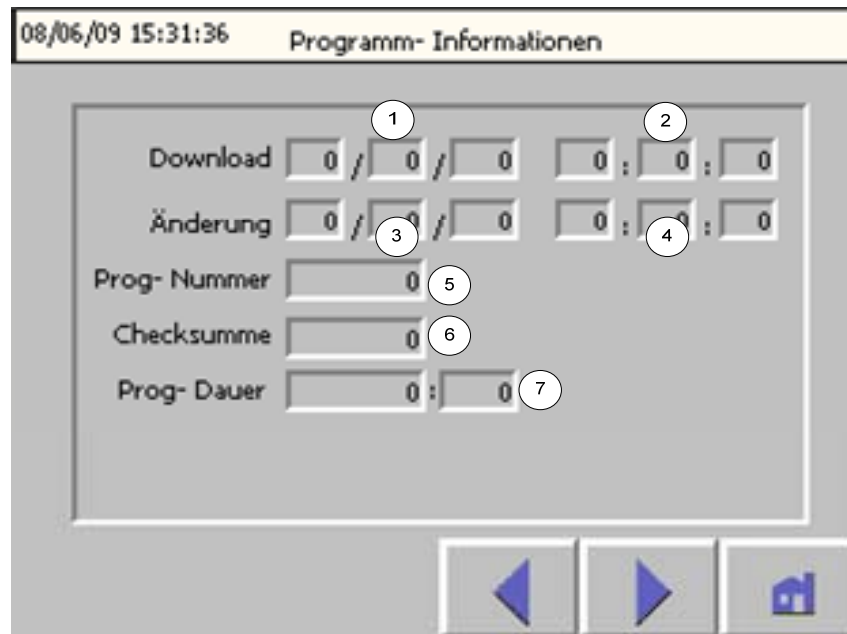 08/06/09 15:31:36 Programm- Informationen
1 2
Download 0 / 0 / 0 0 : 0 : 0
Änderung 0 / 0 / 0 0 : 0 : 0
3 4
Prog- Nummer 0 5
Checksumme 0 6
Prog- Dauer 0 : 0 7